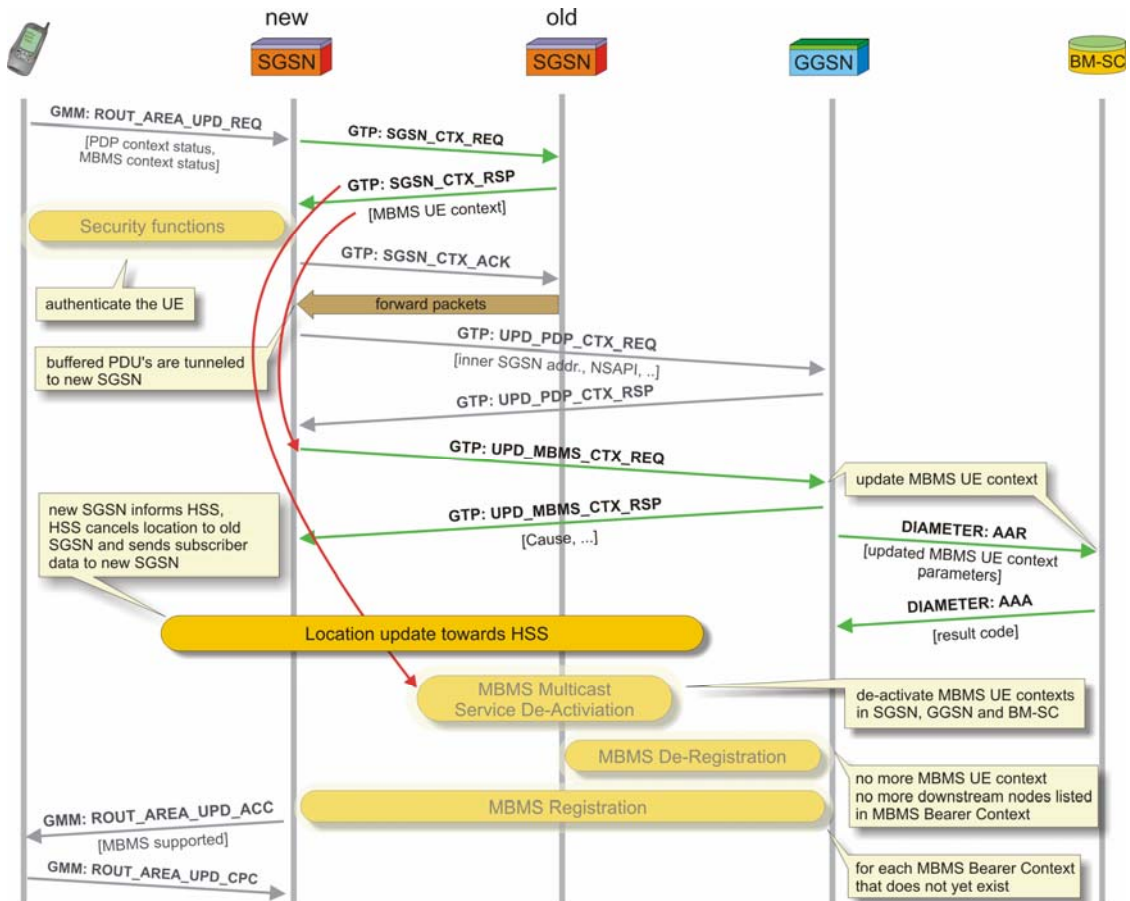 new
old
SGSN
SGSN
GGSN
BM-SC
GMM: ROUT_AREA_UPD_REQ
[PDP context status,
MBMS context status]
GTP: SGSN_CTX_REQ
GTP: SGSN_CTX_RSP
[MBMS UE context]
Security functions
GTP: SGSN_CTX_ACK
authenticate the UE
forward packets
buffered PDU's are tunneled
to new SGSN
GTP: UPD_PDP_CTX_REQ
[inner SGSN addr., NSAPI, ..]
GTP: UPD_PDP_CTX_RSP
GTP: UPD_MBMS_CTX_REQ
update MBMS UE context
new SGSN informs HSS,
HSS cancels location to old
SGSN and sends subscriber
data to new SGSN
GTP: UPD_MBMS_CTX_RSP
[Cause, ...]
DIAMETER: AAR
[updated MBMS UE context
parameters]
DIAMETER: AAA
[result code]
Location update towards HSS
MBMS Multicast
Service De-Activiation
de-activate MBMS UE contexts
in SGSN, GGSN and BM-SC
MBMS De-Registration
no more MBMS UE context
no more downstream nodes listed
in MBMS Bearer Context
MBMS Registration
GMM: ROUT_AREA_UPD_ACC
[MBMS supported]
for each MBMS Bearer Context
that does not yet exist
GMM: ROUT_AREA_UPD_CPC